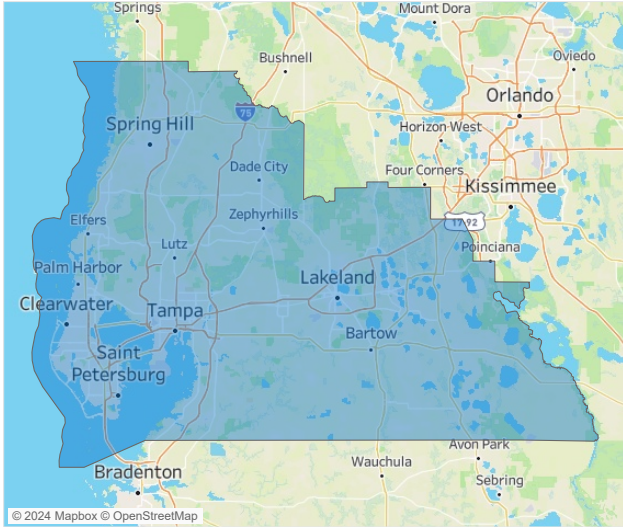 Springs
Mount Dora
Bushnell
Oviedo
Orlando
75
Spring Hill
Horizon West
Dade City
Four Corners
Kissimmee
Zephyrhills
Elfers
17-92
Lutz
Poinciana
Palm Harbor
Lakeland
Clearwater
Tampa
Bartow
Saint
Petersburg
Avon Park
Bradenton
Wauchula
Sebring
© 2024 Mapbox © OpenStreetMap